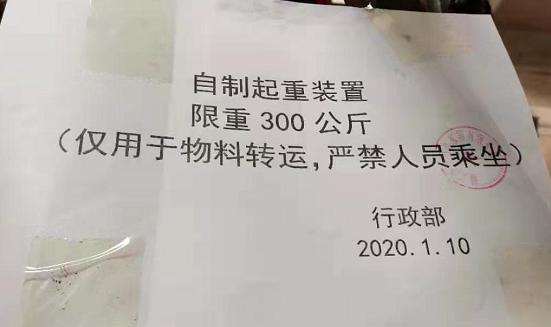 自制起重装置
限重 300 公斤
（仅用于物料转运,严禁人员乘坐）
行政部
2020.1.10